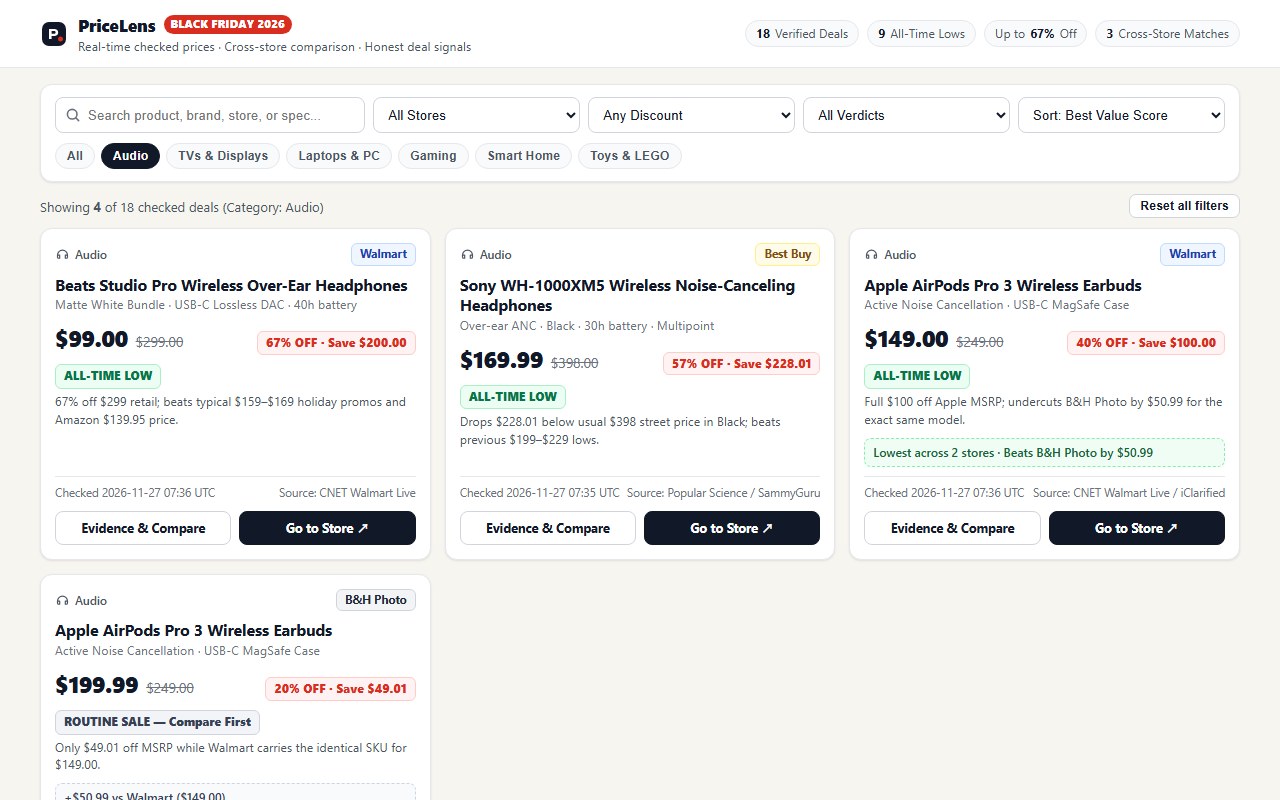 P.
PriceLens BLACK FRIDAY 2026
Real-time checked prices · Cross-store comparison · Honest deal signals
18 Verified Deals
9 All-Time Lows
Up to 67% Off
3 Cross-Store Matches
Search product, brand, store, or spec...
All Stores
Any Discount
All Verdicts
Sort: Best Value Score
All
Audio
TVs & Displays
Laptops & PC
Gaming
Smart Home
Toys & LEGO
Showing 4 of 18 checked deals (Category: Audio)
Reset all filters
Audio
Walmart
Beats Studio Pro Wireless Over-Ear Headphones
Matte White Bundle · USB-C Lossless DAC · 40h battery
$99.00 $299.00
67% OFF · Save $200.00
ALL-TIME LOW
67% off $299 retail; beats typical $159–$169 holiday promos and
Amazon $139.95 price.
Checked 2026-11-27 07:36 UTC
Source: CNET Walmart Live
Evidence & Compare
Go to Store ↗
Audio
Best Buy
Sony WH-1000XM5 Wireless Noise-Canceling
Headphones
Over-ear ANC · Black · 30h battery · Multipoint
$169.99 $398.00
57% OFF · Save $228.01
ALL-TIME LOW
Drops $228.01 below usual $398 street price in Black; beats
previous $199–$229 lows.
Checked 2026-11-27 07:35 UTC
Source: Popular Science / SammyGuru
Evidence & Compare
Go to Store ↗
Audio
Walmart
Apple AirPods Pro 3 Wireless Earbuds
Active Noise Cancellation · USB-C MagSafe Case
$149.00 $249.00
40% OFF · Save $100.00
ALL-TIME LOW
Full $100 off Apple MSRP; undercuts B&H Photo by $50.99 for the
exact same model.
Lowest across 2 stores · Beats B&H Photo by $50.99
Checked 2026-11-27 07:36 UTC
Source: CNET Walmart Live / iClarified
Evidence & Compare
Go to Store ↗
Audio
B&H Photo
Apple AirPods Pro 3 Wireless Earbuds
Active Noise Cancellation · USB-C MagSafe Case
$199.99 $249.00
20% OFF · Save $49.01
ROUTINE SALE — Compare First
Only $49.01 off MSRP while Walmart carries the identical SKU for
$149.00.
+$50.99 vs Walmart ($149.00)